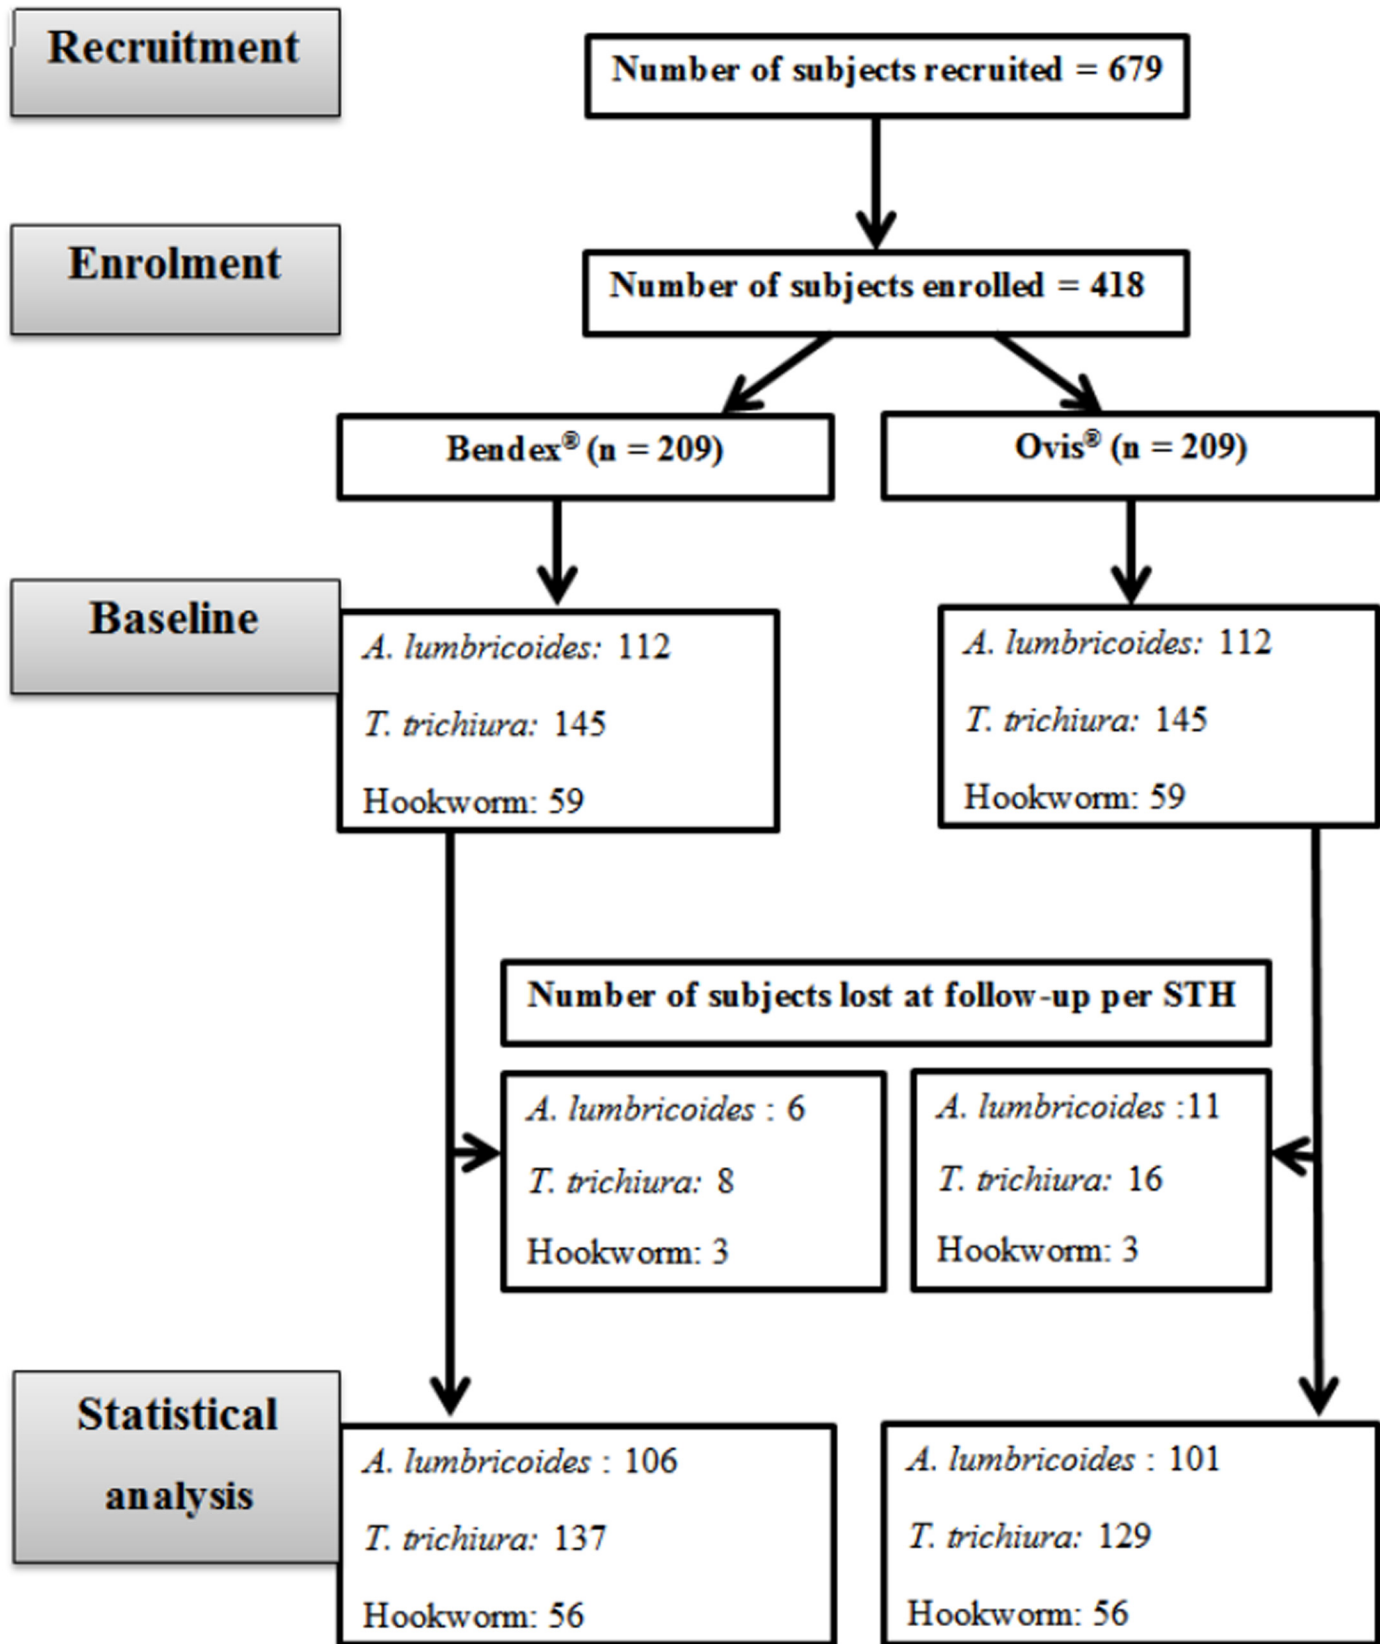 Recruitment
Number of subjects recruited = 679
Enrolment
Number of subjects enrolled = 418
Bendex® (n = 209)
Ovis® (n = 209)
Baseline
A. lumbricoides: 112
T. trichiura: 145
Hookworm: 59
A. lumbricoides: 112
T. trichiura: 145
Hookworm: 59
Number of subjects lost at follow-up per STH
A. lumbricoides : 6
T. trichiura: 8
Hookworm: 3
A. lumbricoides :11
T. trichiura: 16
Hookworm: 3
Statistical
analysis
A. lumbricoides : 106
T. trichiura: 137
Hookworm: 56
A. lumbricoides : 101
T. trichiura: 129
Hookworm: 56